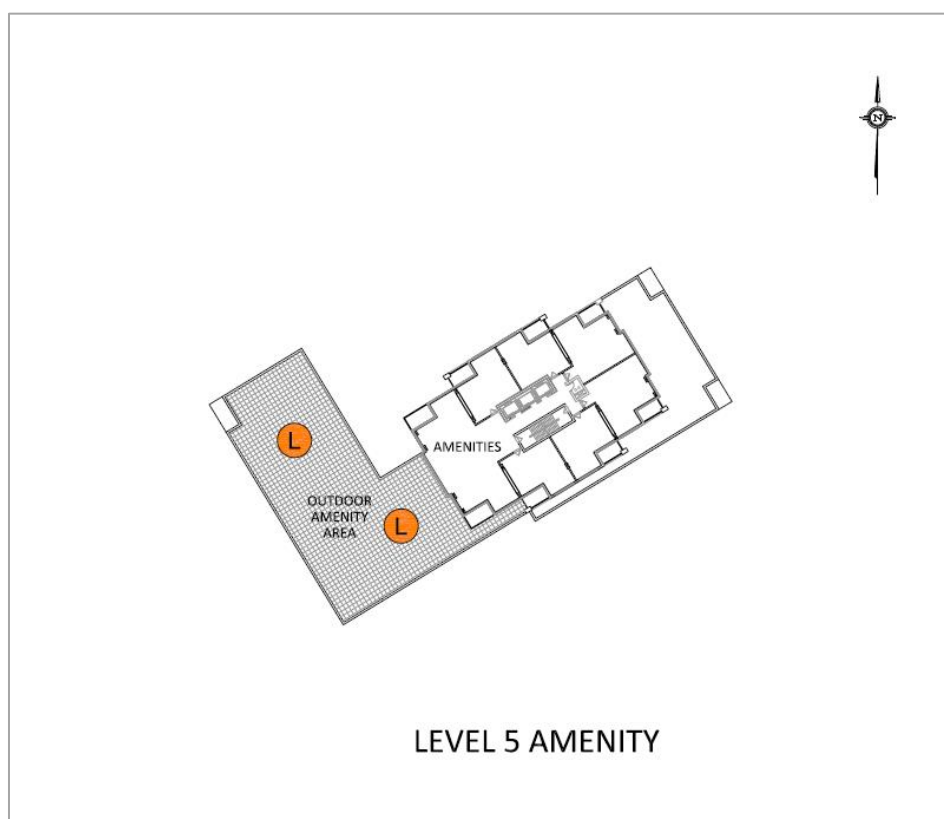 N
L
AMENITIES
OUTDOOR
AMENITY
AREA
L
LEVEL 5 AMENITY